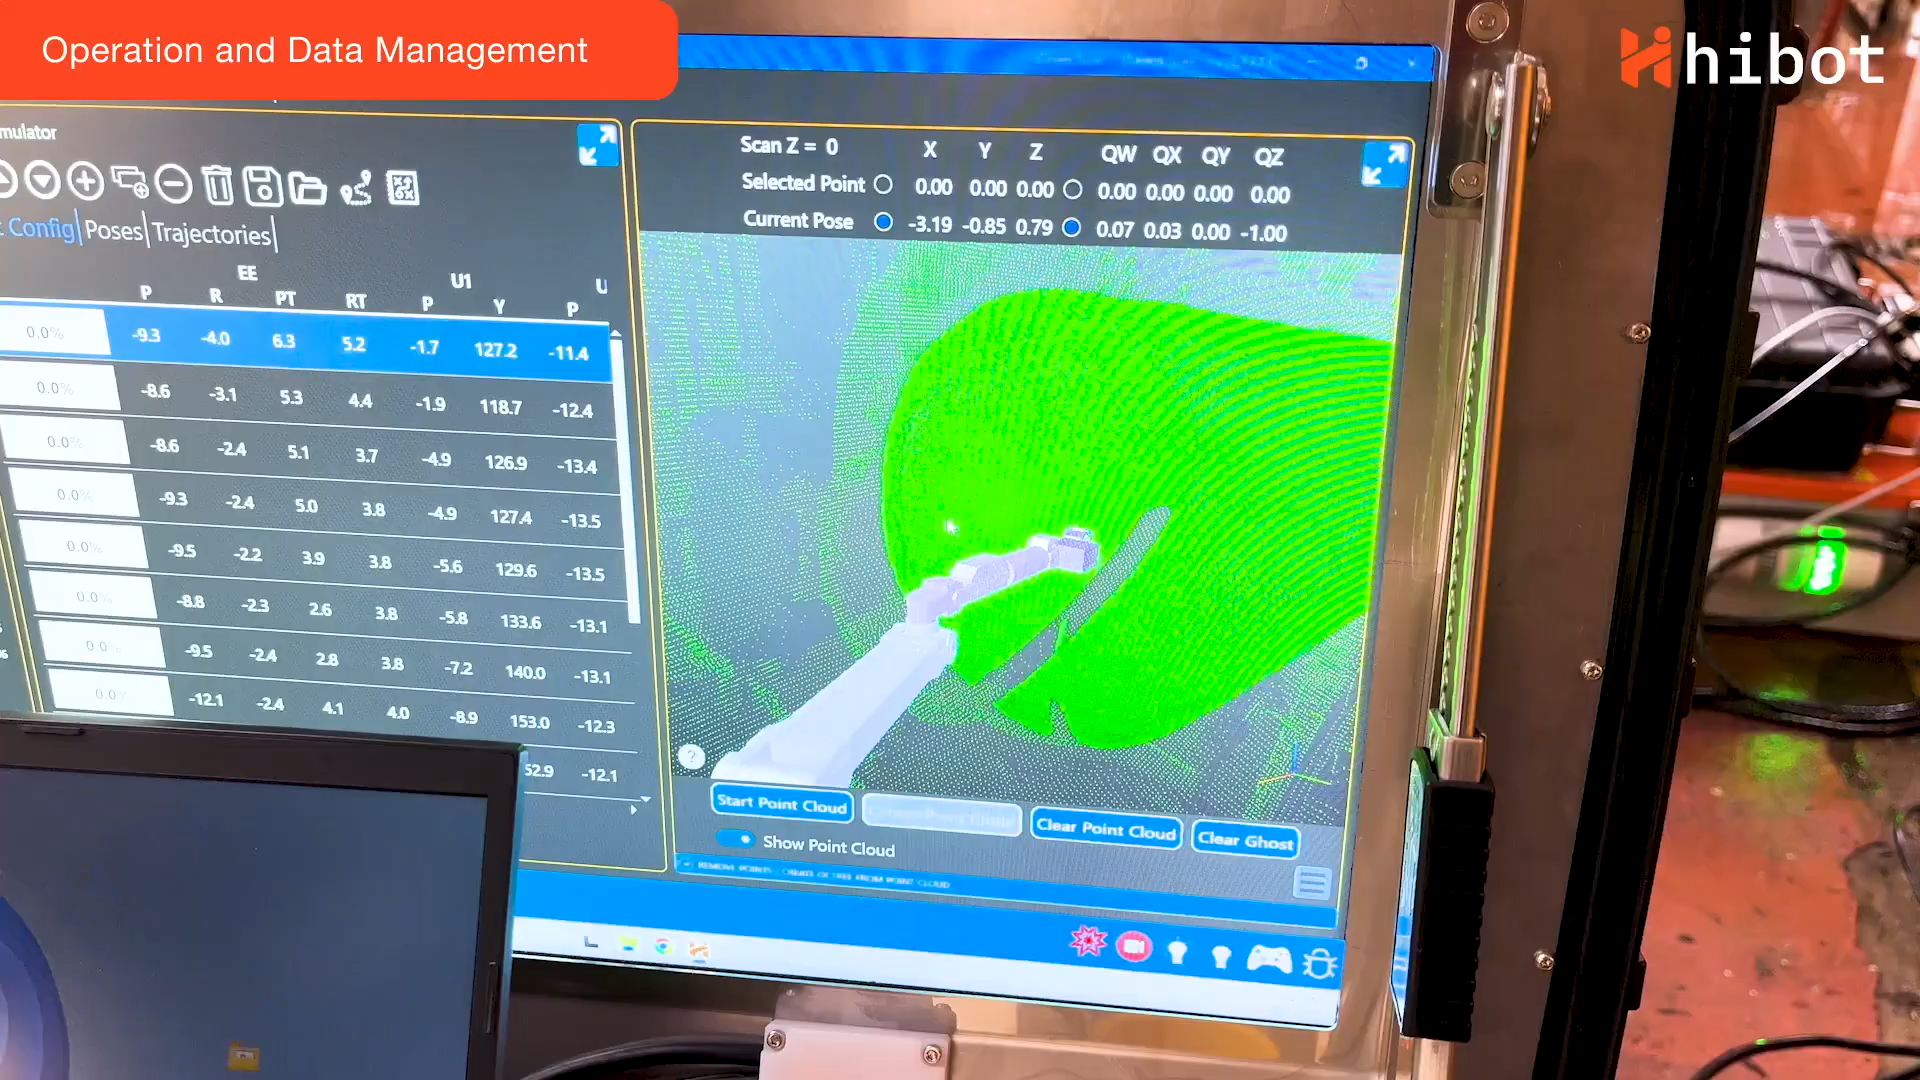 Operation and Data Management
hibot
mulator
Config| Poses| Trajectories|
EE U1 U
P R PT RT P Y P
0.0% -9.3 -4.0 6.3 5.2 -1.7 127.2 -11.4
0.0% -8.6 -3.1 5.3 4.4 -1.9 118.7 -12.4
0.0% -8.6 -2.4 5.1 3.7 -4.9 126.9 -13.4
0.0% -9.3 -2.4 5.0 3.8 -4.9 127.4 -13.5
0.0% -9.5 -2.2 3.9 3.8 -5.6 129.6 -13.5
0.0% -8.8 -2.3 2.6 3.8 -5.8 133.6 -13.1
0.0% -9.5 -2.4 2.8 3.8 -7.2 140.0 -13.1
0.0% -12.1 -2.4 4.1 4.0 -8.9 153.0 -12.3
52.9 -12.1
Scan Z = 0 X Y Z QW QX QY QZ
Selected Point 0.00 0.00 0.00 0.00 0.00 0.00 0.00
Current Pose -3.19 -0.85 0.79 0.07 0.03 0.00 -1.00
?
Start Point Cloud
Clear Point Cloud
Clear Ghost
Show Point Cloud